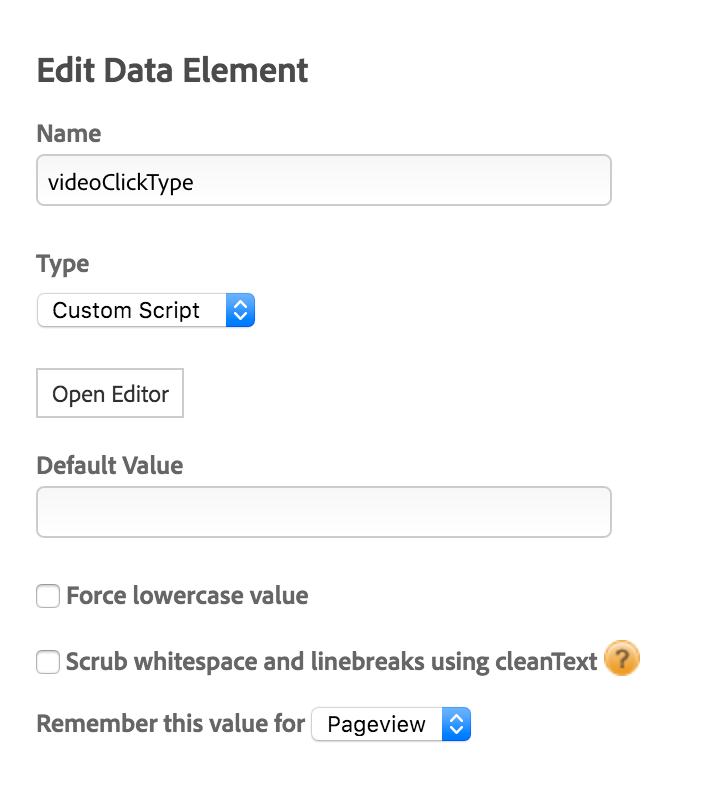 Edit Data Element
Name
videoClickType
Type
Custom Script
Open Editor
Default Value
Force lowercase value
Scrub whitespace and linebreaks using cleanText ?
Remember this value for Pageview